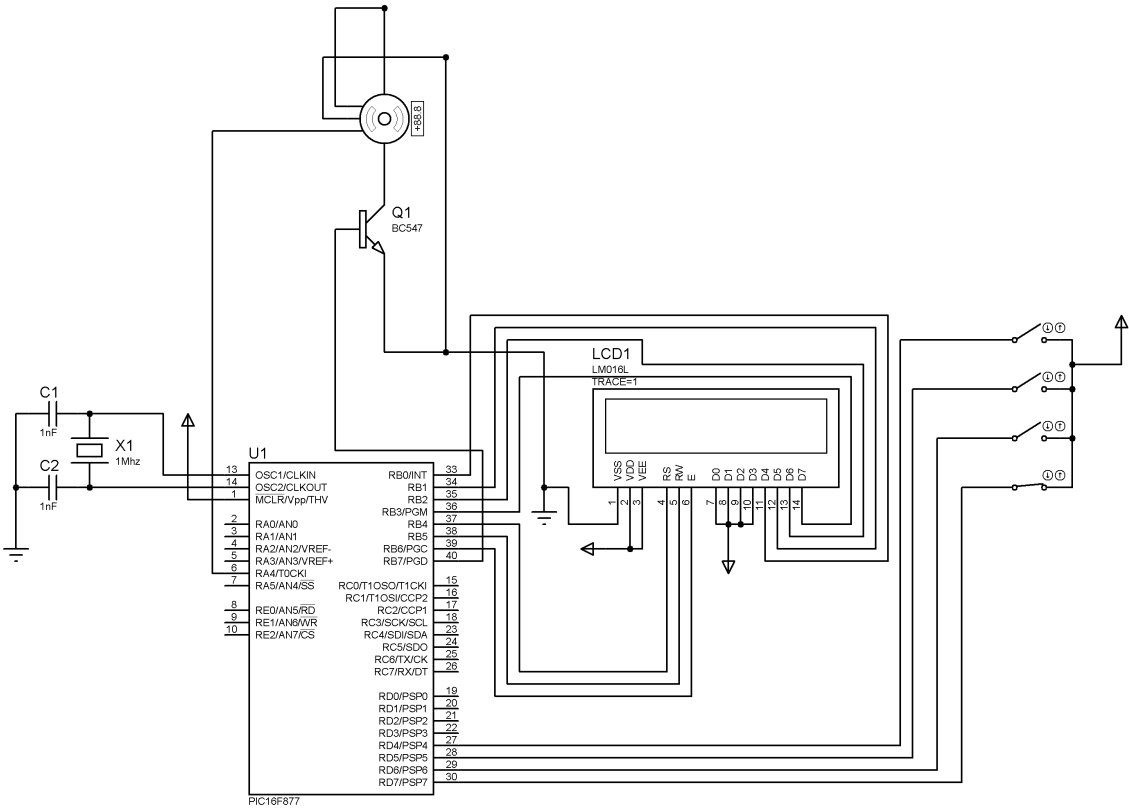 +88.8
Q1
BC547
LCD1
LM016L
TRACE=1
VSS
VDD
VEE
RS
RW
E
D0
D1
D2
D3
D4
D5
D6
D7
1
2
3
4
5
6
7
8
9
10
11
12
13
14
C1
1nF
X1
1Mhz
C2
1nF
U1
13 OSC1/CLKIN
14 OSC2/CLKOUT
1 MCLR/Vpp/THV
2 RA0/AN0
3 RA1/AN1
4 RA2/AN2/VREF-
5 RA3/AN3/VREF+
6 RA4/T0CKI
7 RA5/AN4/SS
8 RE0/AN5/RD
9 RE1/AN6/WR
10 RE2/AN7/CS
RB0/INT 33
RB1 34
RB2 35
RB3/PGM 36
RB4 37
RB5 38
RB6/PGC 39
RB7/PGD 40
RC0/T1OSO/T1CKI 15
RC1/T1OSI/CCP2 16
RC2/CCP1 17
RC3/SCK/SCL 18
RC4/SDI/SDA 23
RC5/SDO 24
RC6/TX/CK 25
RC7/RX/DT 26
RD0/PSP0 19
RD1/PSP1 20
RD2/PSP2 21
RD3/PSP3 22
RD4/PSP4 27
RD5/PSP5 28
RD6/PSP6 29
RD7/PSP7 30
PIC16F877